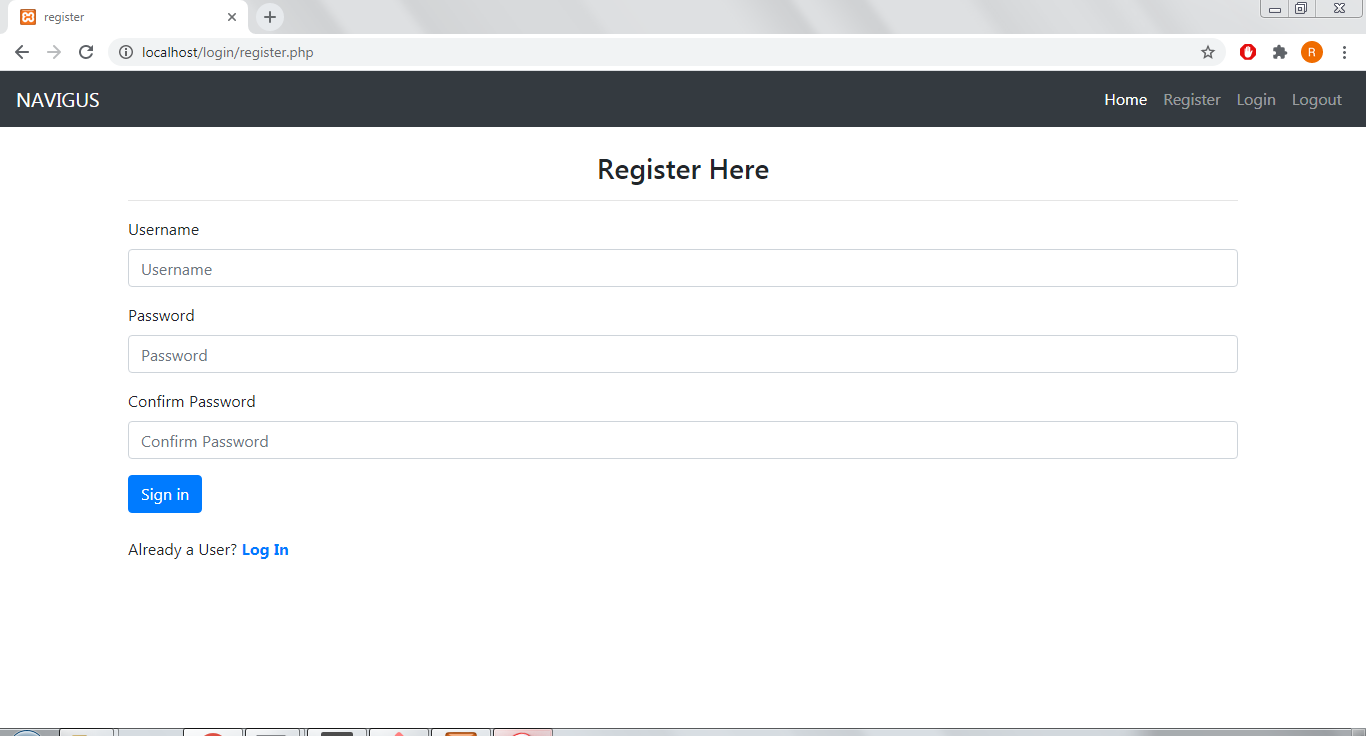 register
localhost/login/register.php
R
NAVIGUS
Home Register Login Logout
Register Here
Username
Username
Password
Password
Confirm Password
Confirm Password
Sign in
Already a User? Log In